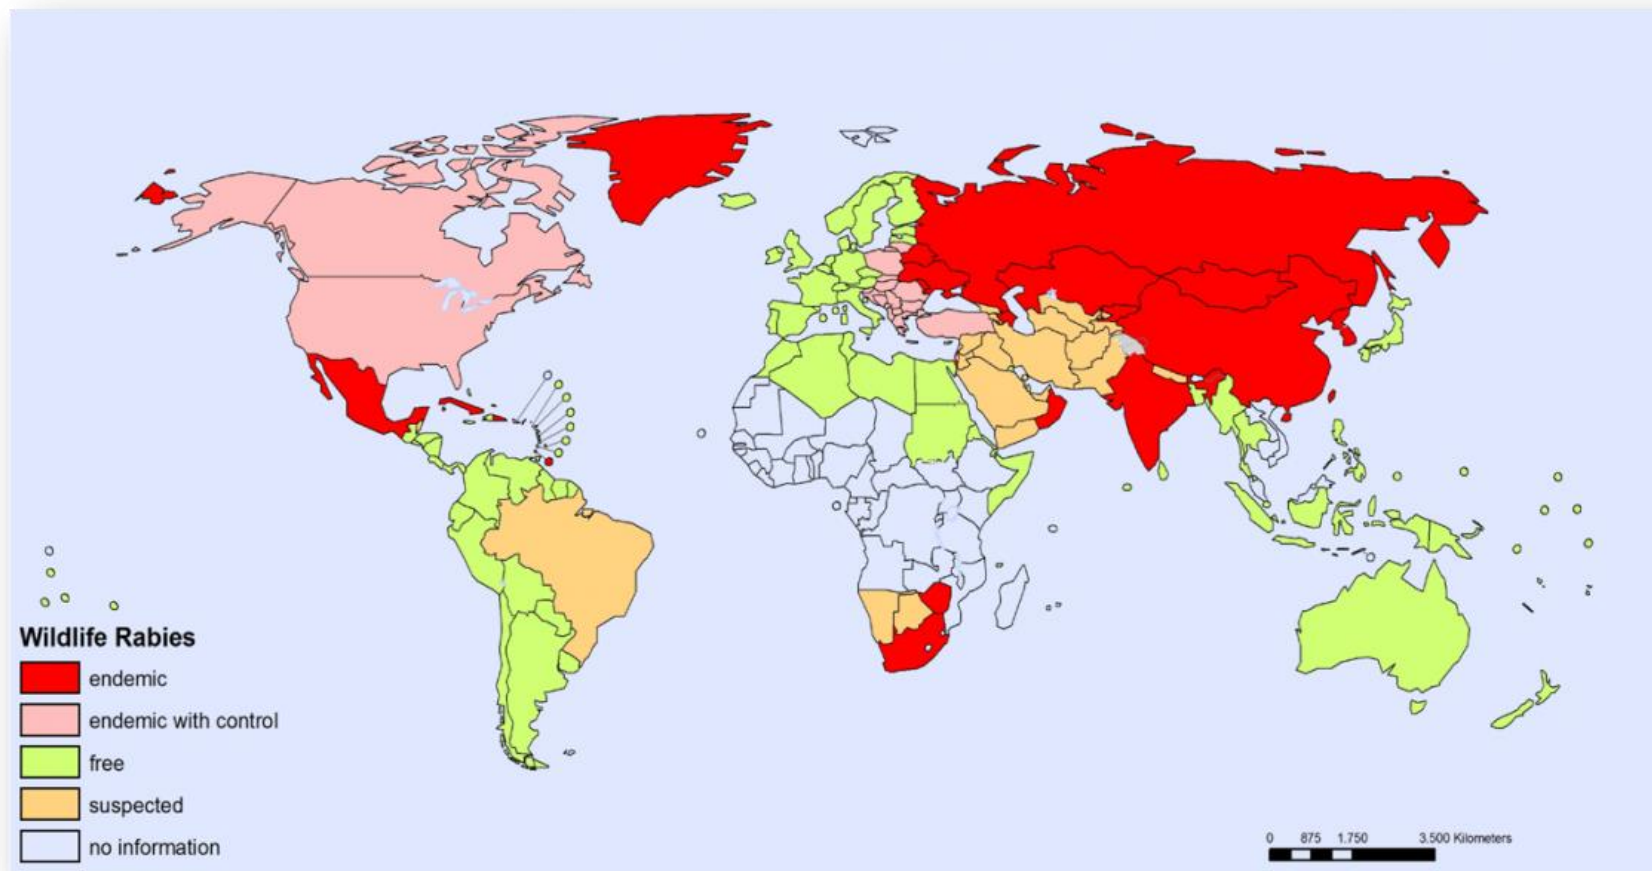 Wildlife Rabies
endemic
endemic with control
free
suspected
no information
0 875 1.750 3.500 Kilometers